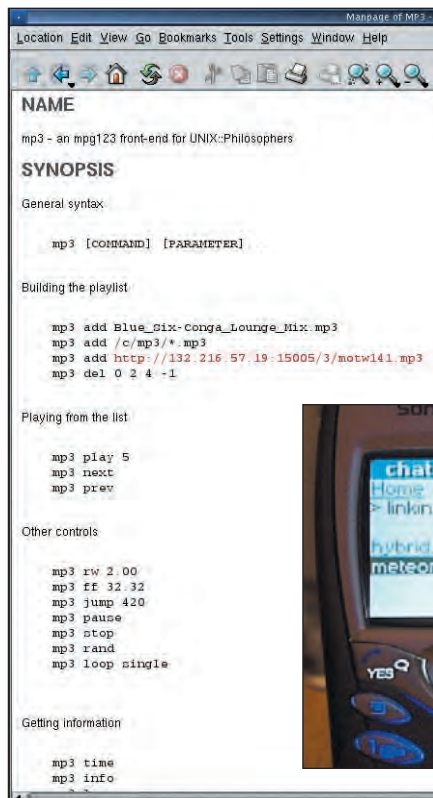 Manpage of MP3 -
Location Edit View Go Bookmarks Tools Settings Window Help
NAME
mp3 - an mpg123 front-end for UNIX::Philosophers
SYNOPSIS
General syntax
mp3 [COMMAND] [PARAMETER]...
Building the playlist
mp3 add Blue_Six-Conga_Lounge_Mix.mp3
mp3 add /c/mp3/*.mp3
mp3 add http://132.216.57.19:15005/3/motw141.mp3
mp3 del 0 2 4 -1
Playing from the list
mp3 play 5
mp3 next
mp3 prev
Other controls
mp3 rw 2.00
mp3 ff 32.32
mp3 jump 420
mp3 pause
mp3 stop
mp3 rand
mp3 loop single
Getting information
mp3 time
mp3 info
Son
chat
Home
> linkin
hybrid
meteor
YES
1